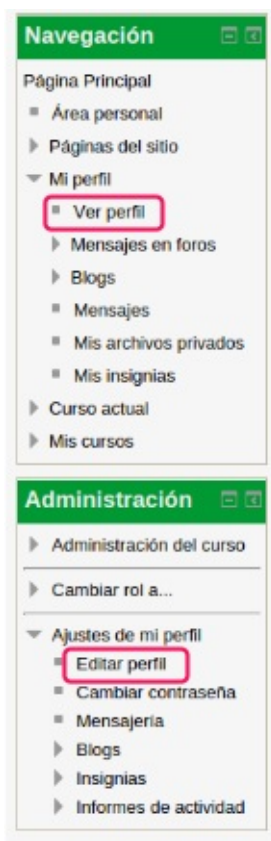 Navegación
Página Principal
Área personal
Páginas del sitio
Mi perfil
Ver perfil
Mensajes en foros
Blogs
Mensajes
Mis archivos privados
Mis insignias
Curso actual
Mis cursos
Administración
Administración del curso
Cambiar rol a...
Ajustes de mi perfil
Editar perfil
Cambiar contraseña
Mensajería
Blogs
Insignias
Informes de actividad